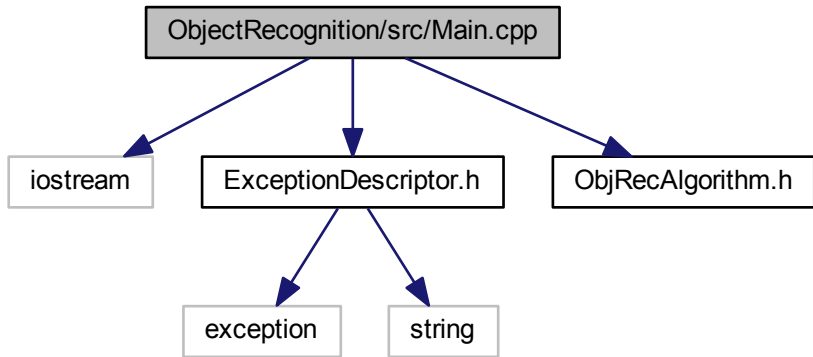 ObjectRecognition/src/Main.cpp
iostream
ExceptionDescriptor.h
ObjRecAlgorithm.h
exception
string